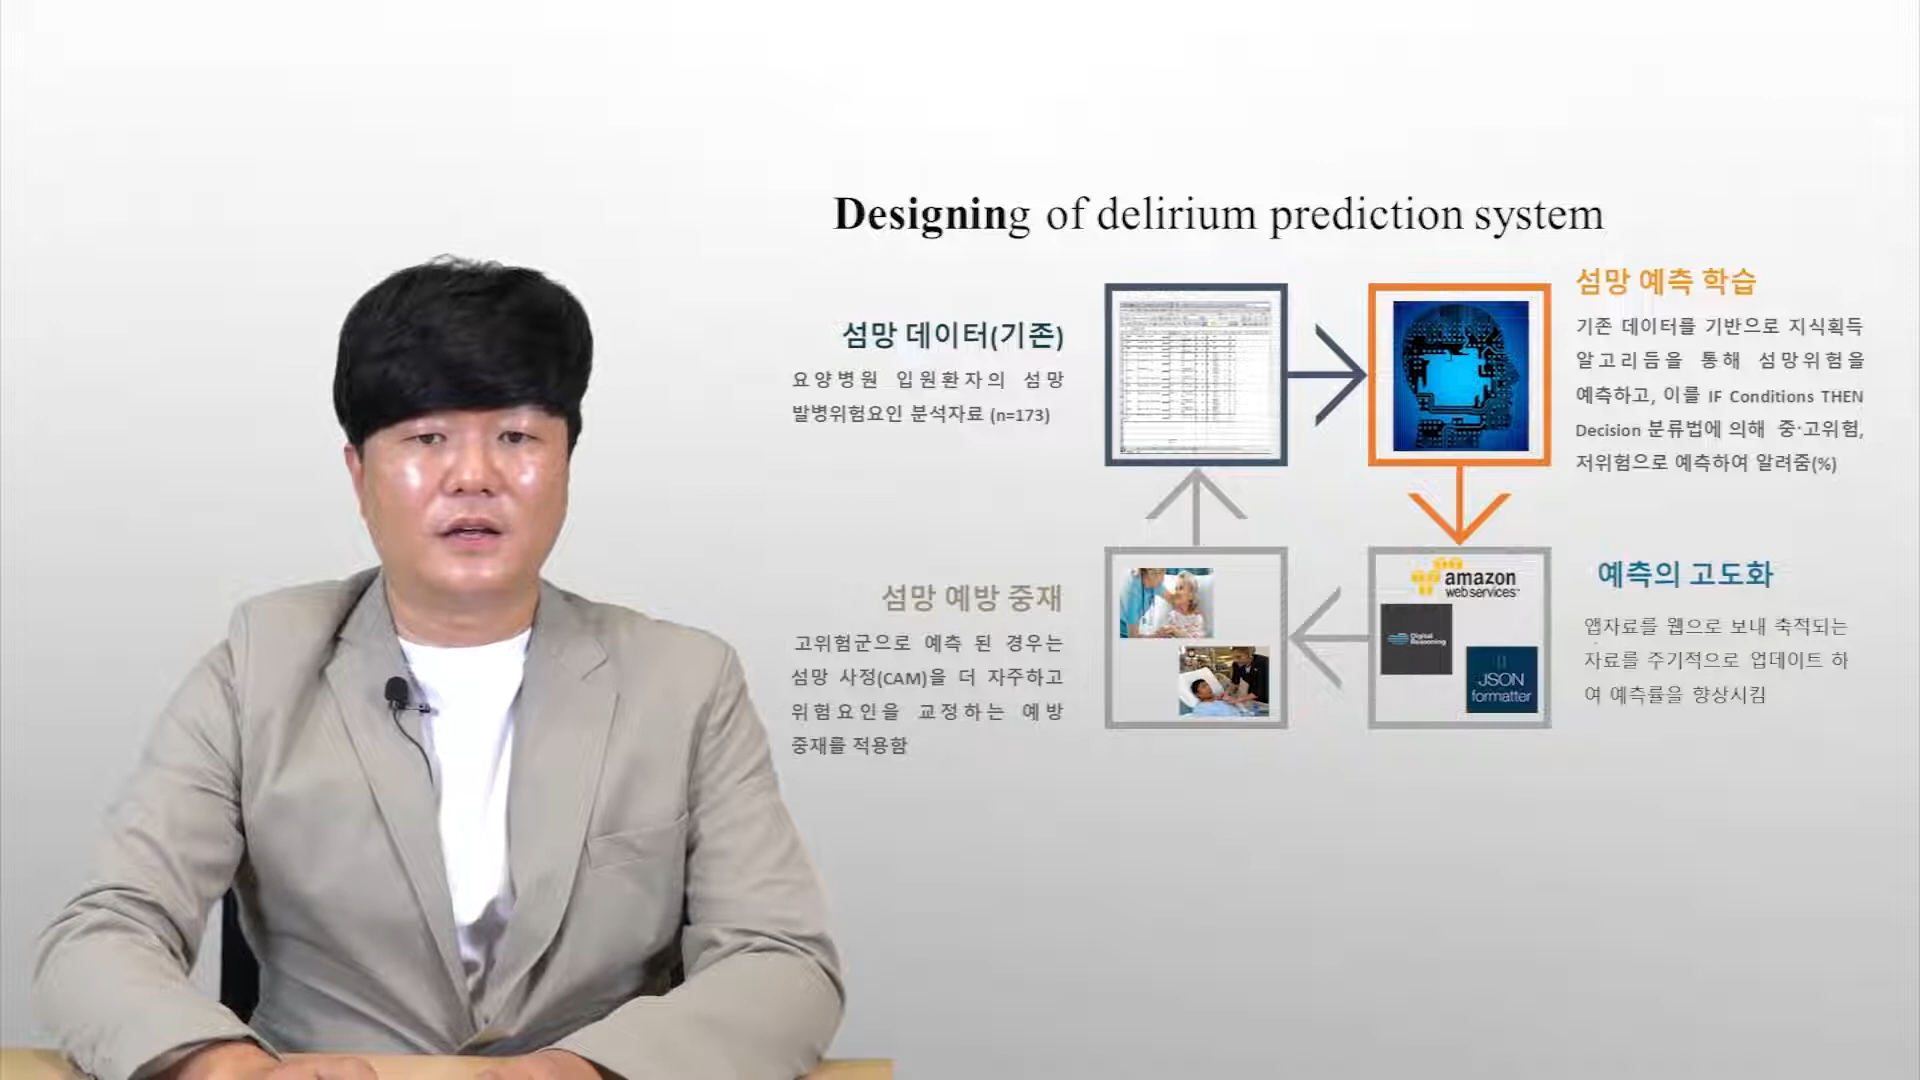 Designing of delirium prediction system
섬망 데이터(기존)
요양병원 입원환자의 섬망
발병위험요인 분석자료 (n=173)
섬망 예측 학습
기존 데이터를 기반으로 지식획득
알고리듬을 통해 섬망위험을
예측하고, 이를 IF Conditions THEN
Decision 분류법에 의해 중·고위험,
저위험으로 예측하여 알려줌(%)
섬망 예방 중재
고위험군으로 예측 된 경우는
섬망 사정(CAM)을 더 자주하고
위험요인을 교정하는 예방
중재를 적용함
amazon
webservices™
Digital
Reasoning
JSON
formatter
예측의 고도화
앱자료를 웹으로 보내 축적되는
자료를 주기적으로 업데이트 하
여 예측률을 향상시킴